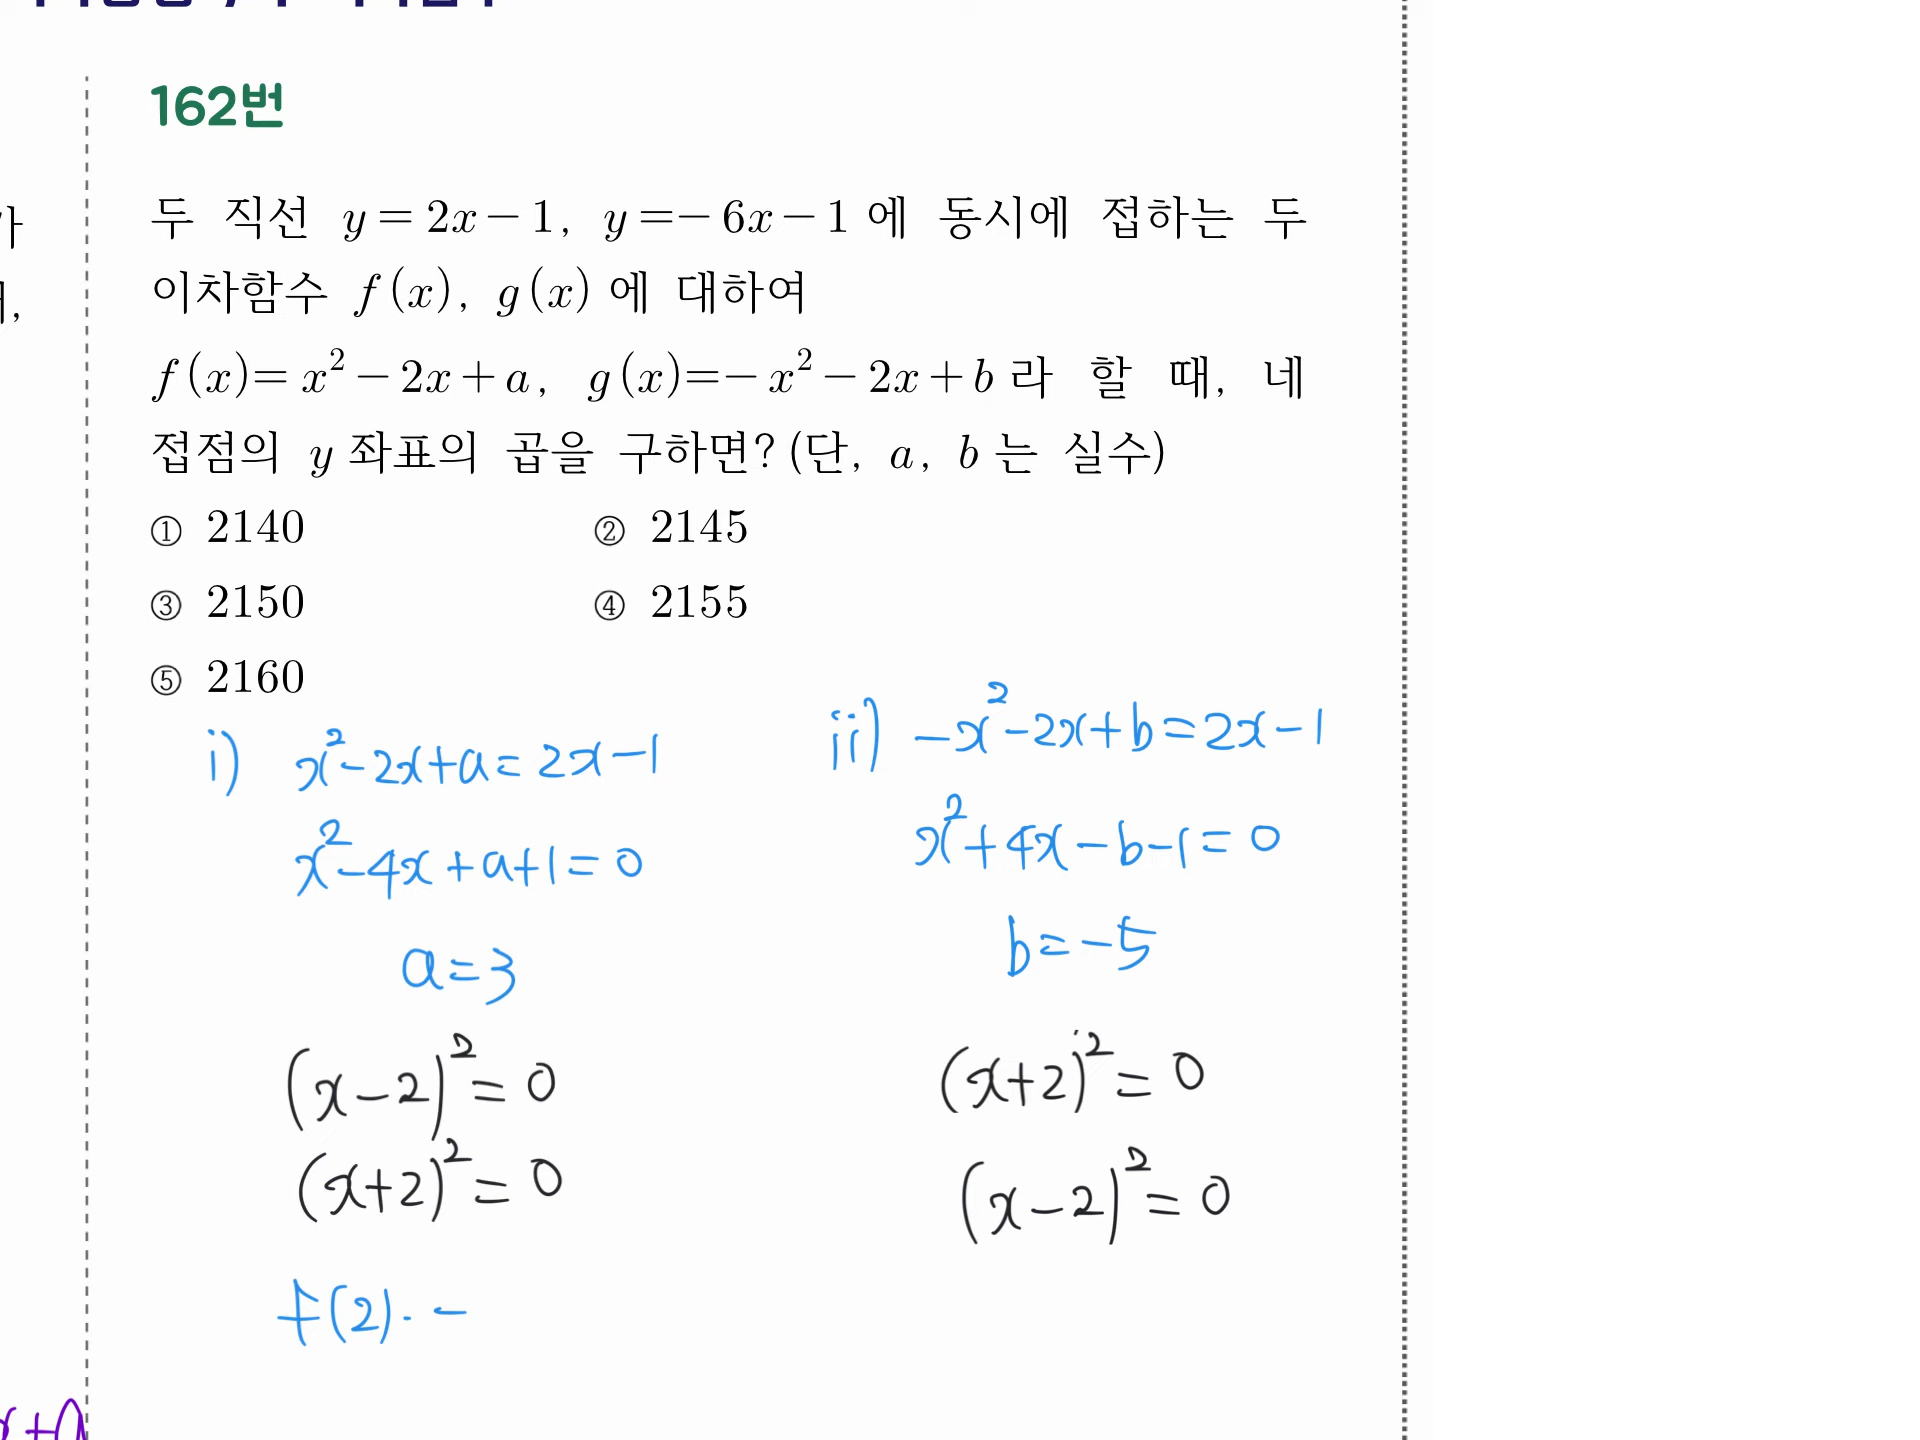 162번
두 직선 y = 2x − 1, y = −6x − 1 에 동시에 접하는 두
이차함수 f(x), g(x) 에 대하여
f(x) = x² − 2x + a, g(x) = −x² − 2x + b 라 할 때, 네
접점의 y 좌표의 곱을 구하면? (단, a, b 는 실수)
① 2140 ② 2145
③ 2150 ④ 2155
⑤ 2160
i) x² − 2x + a = 2x − 1
x² − 4x + a + 1 = 0
a = 3
(x − 2)² = 0
(x + 2)² = 0
f(2) · −
ii) −x² − 2x + b = 2x − 1
x² + 4x − b − 1 = 0
b = −5
(x + 2)² = 0
(x − 2)² = 0